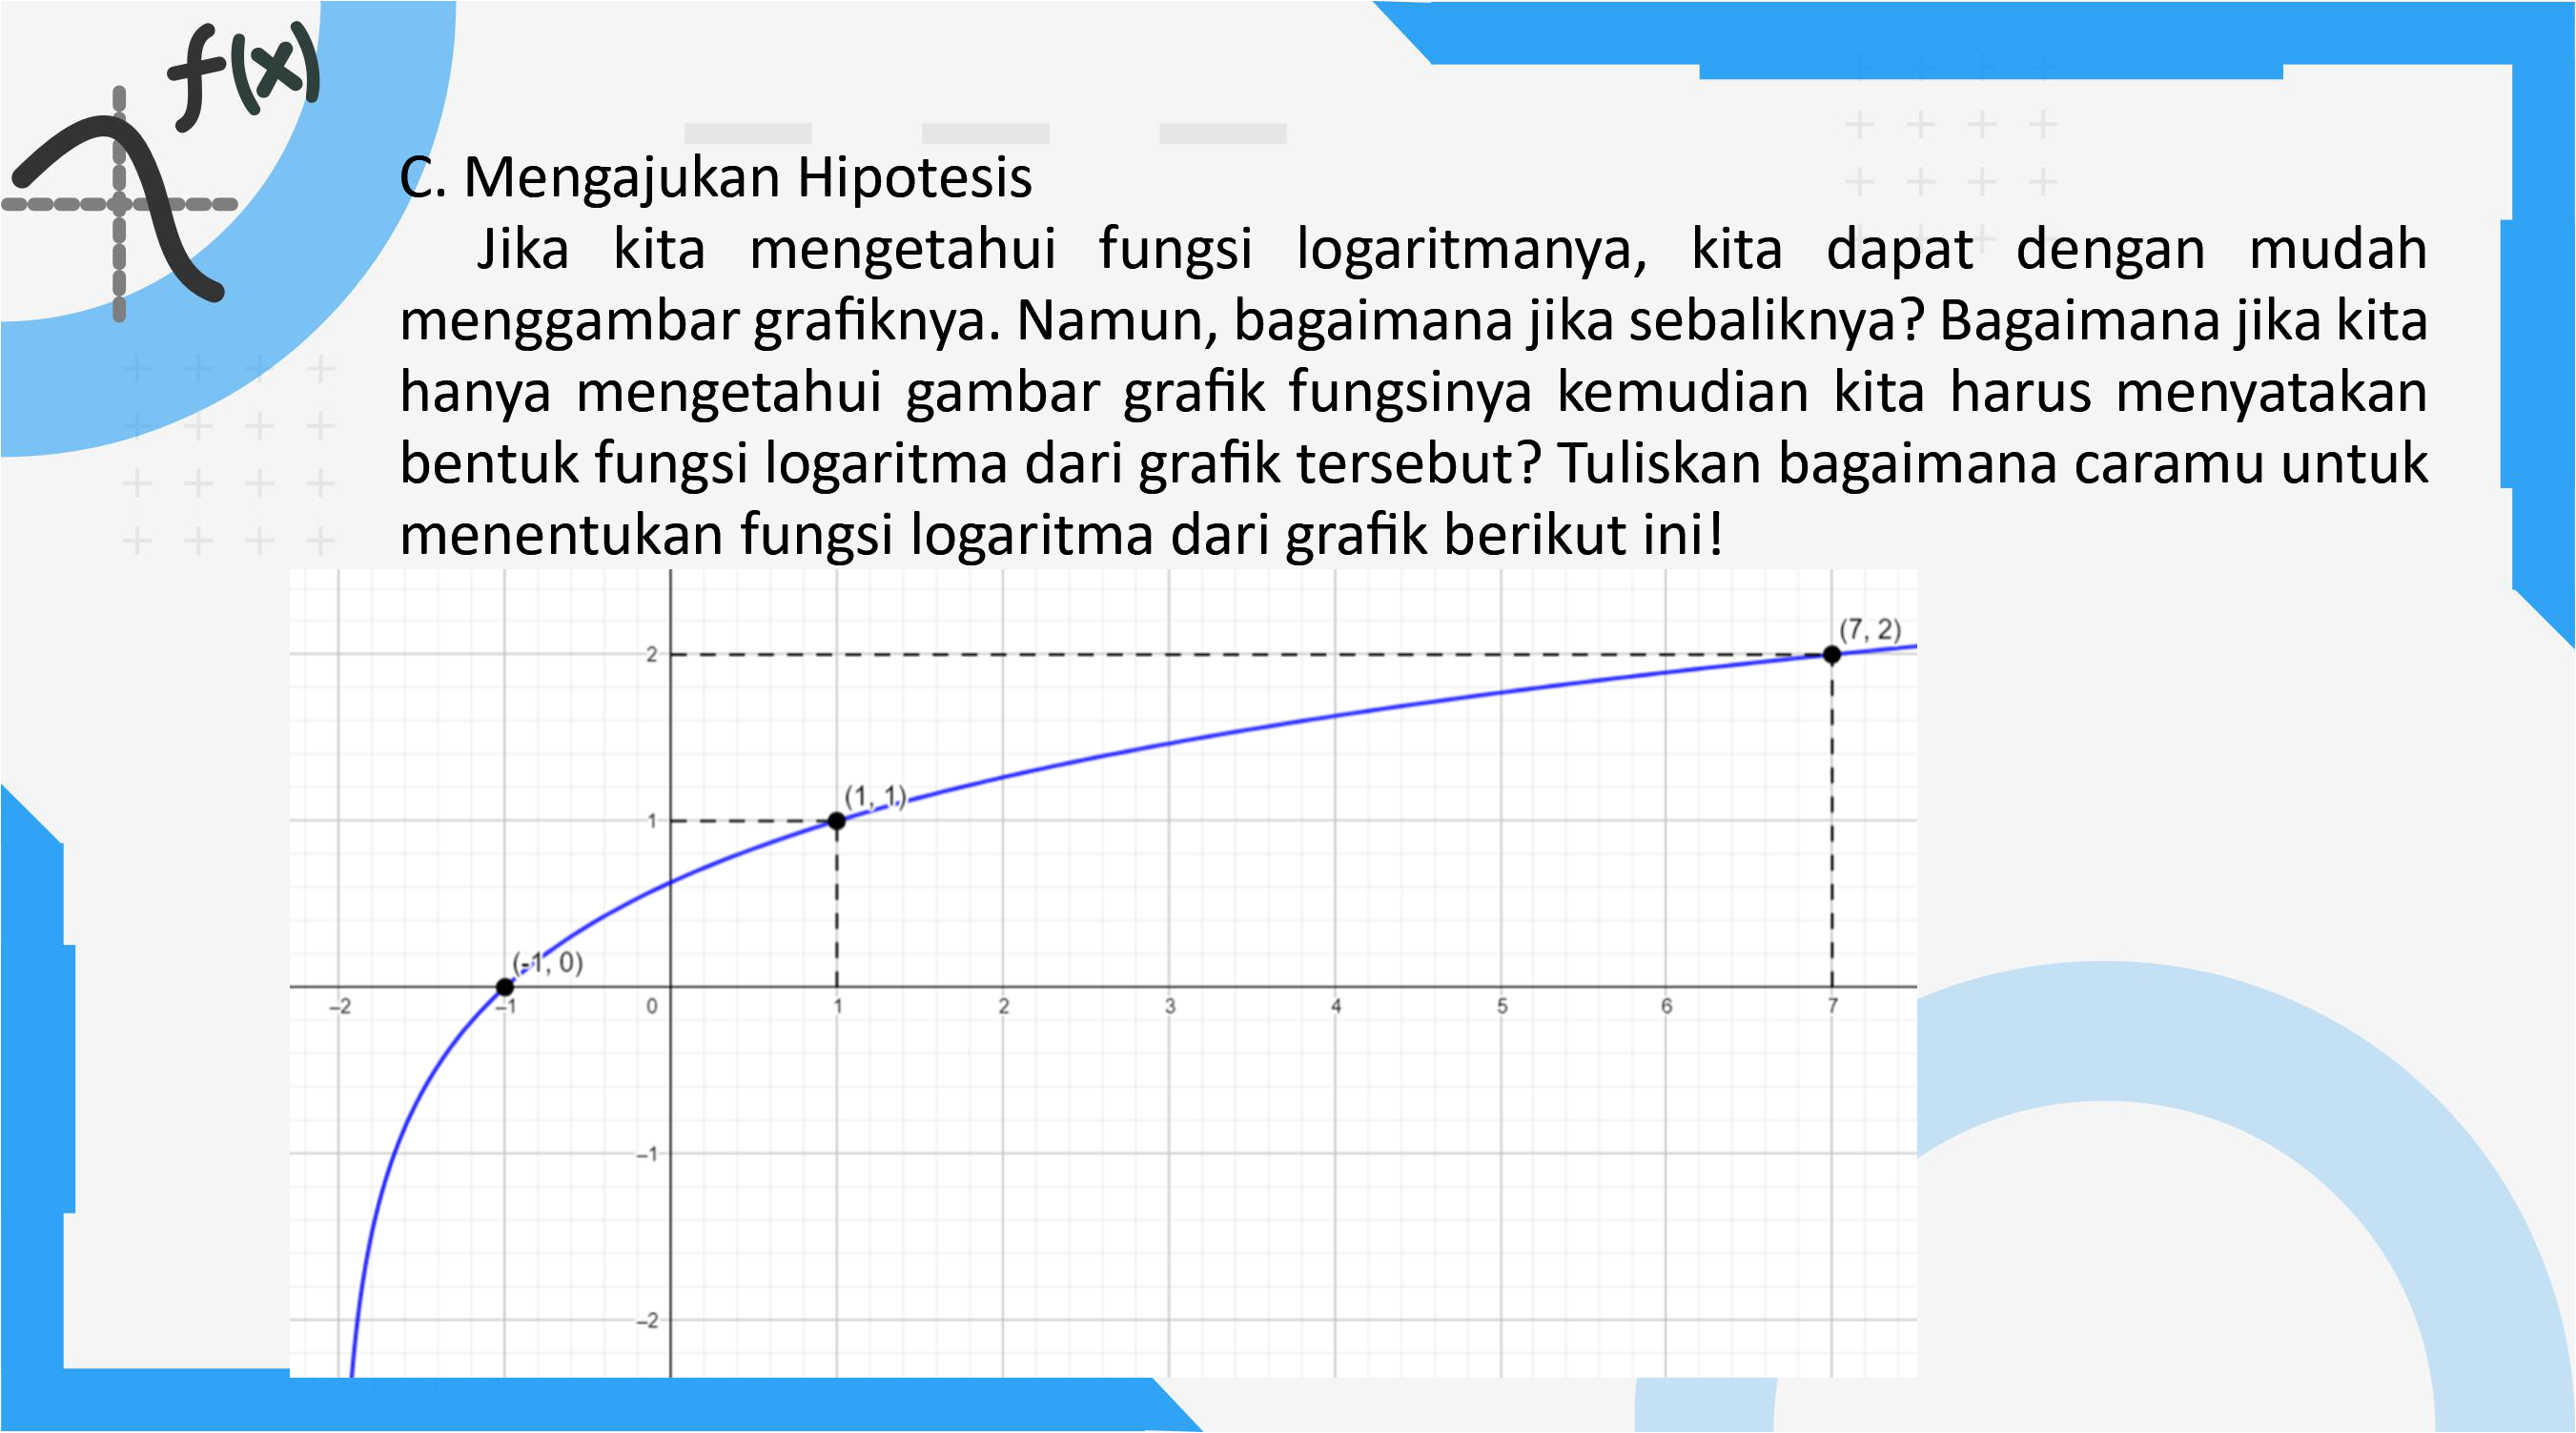 f(x)
C. Mengajukan Hipotesis
Jika kita mengetahui fungsi logaritmanya, kita dapat dengan mudah
menggambar grafiknya. Namun, bagaimana jika sebaliknya? Bagaimana jika kita
hanya mengetahui gambar grafik fungsinya kemudian kita harus menyatakan
bentuk fungsi logaritma dari grafik tersebut? Tuliskan bagaimana caramu untuk
menentukan fungsi logaritma dari grafik berikut ini!
(7, 2)
2
(1, 1)
1
(-1, 0)
–2 –1 0 1 2 3 4 5 6 7
–1
–2